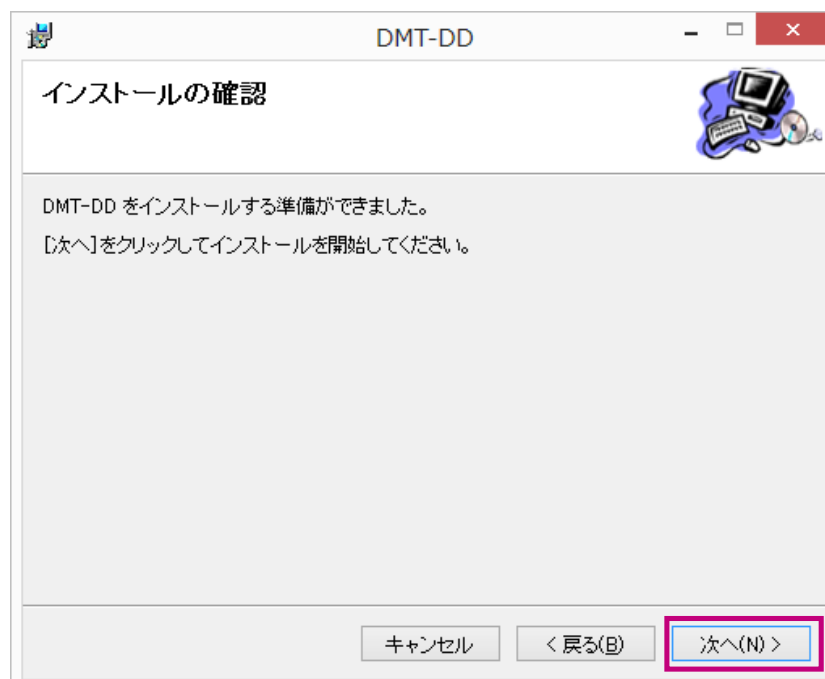 DMT-DD
インストールの確認
DMT-DD をインストールする準備ができました。
[次へ]をクリックしてインストールを開始してください。
キャンセル
< 戻る(B)
次へ(N) >